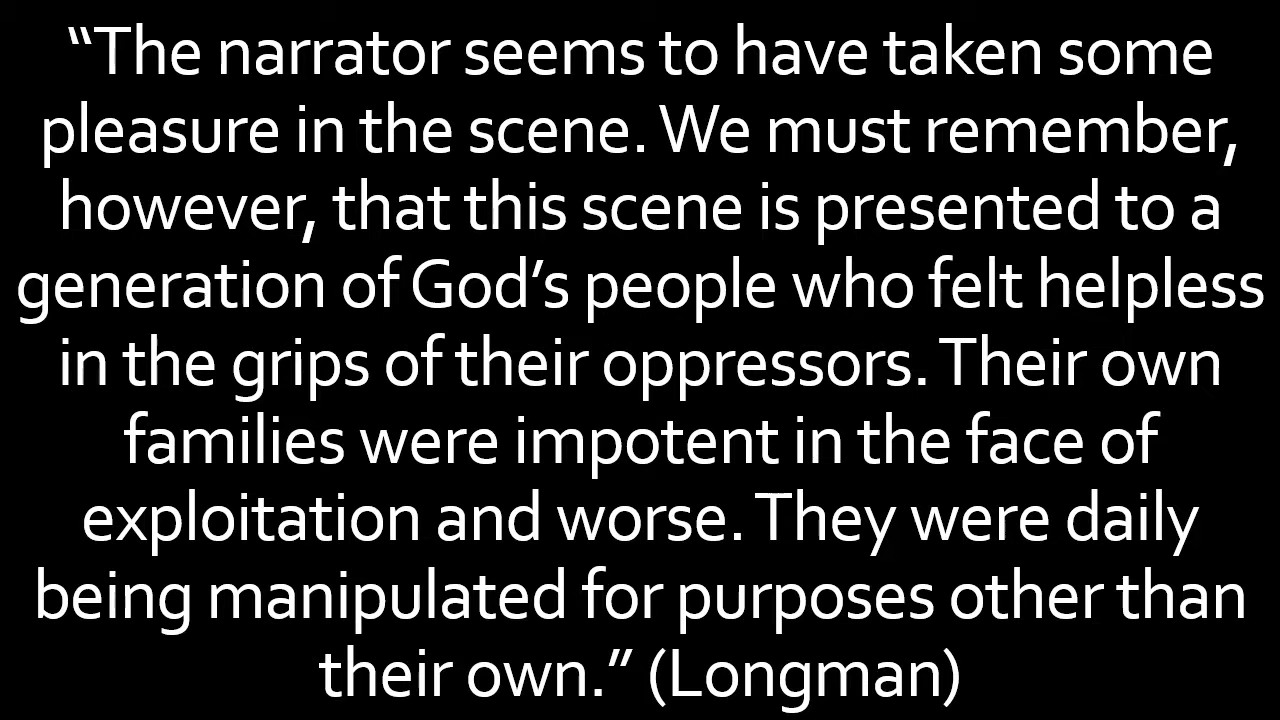 “The narrator seems to have taken some
pleasure in the scene. We must remember,
however, that this scene is presented to a
generation of God’s people who felt helpless
in the grips of their oppressors. Their own
families were impotent in the face of
exploitation and worse. They were daily
being manipulated for purposes other than
their own.” (Longman)